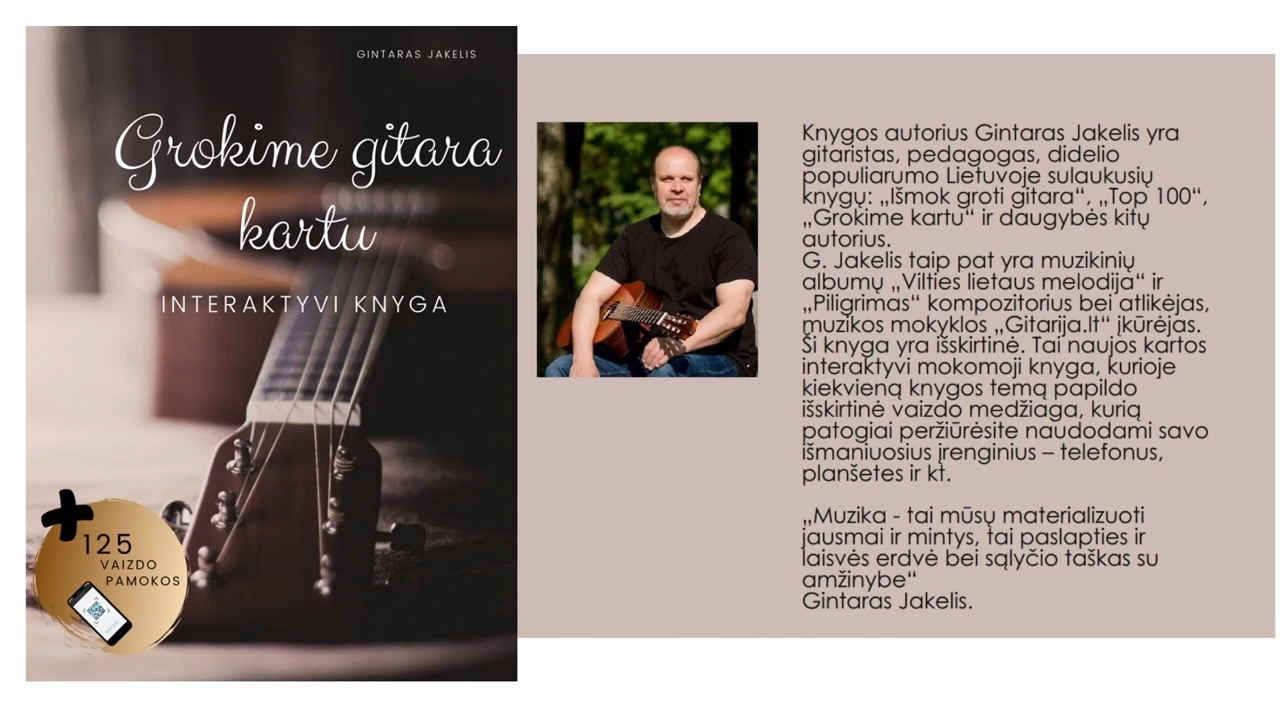 GINTARAS JAKELIS
Grokime gitara
kartu
INTERAKTYVI KNYGA
125
VAIZDO
PAMOKOS
Knygos autorius Gintaras Jakelis yra
gitaristas, pedagogas, didelio
populiarumo Lietuvoje sulaukusių
knygų: „Išmok groti gitara“, „Top 100“,
„Grokime kartu“ ir daugybės kitų
autorius.
G. Jakelis taip pat yra muzikinių
albumų „Vilties lietaus melodija“ ir
„Piligrimas“ kompozitorius bei atlikėjas,
muzikos mokyklos „Gitarija.lt“ įkūrėjas.
Ši knyga yra išskirtinė. Tai naujos kartos
interaktyvi mokomoji knyga, kurioje
kiekvieną knygos temą papildo
išskirtinė vaizdo medžiaga, kurią
patogiai peržiūrėsite naudodami savo
išmaniuosius įrenginius – telefonus,
planšetes ir kt.
„Muzika - tai mūsų materializuoti
jausmai ir mintys, tai paslapties ir
laisvės erdvė bei sąlyčio taškas su
amžinybe“
Gintaras Jakelis.